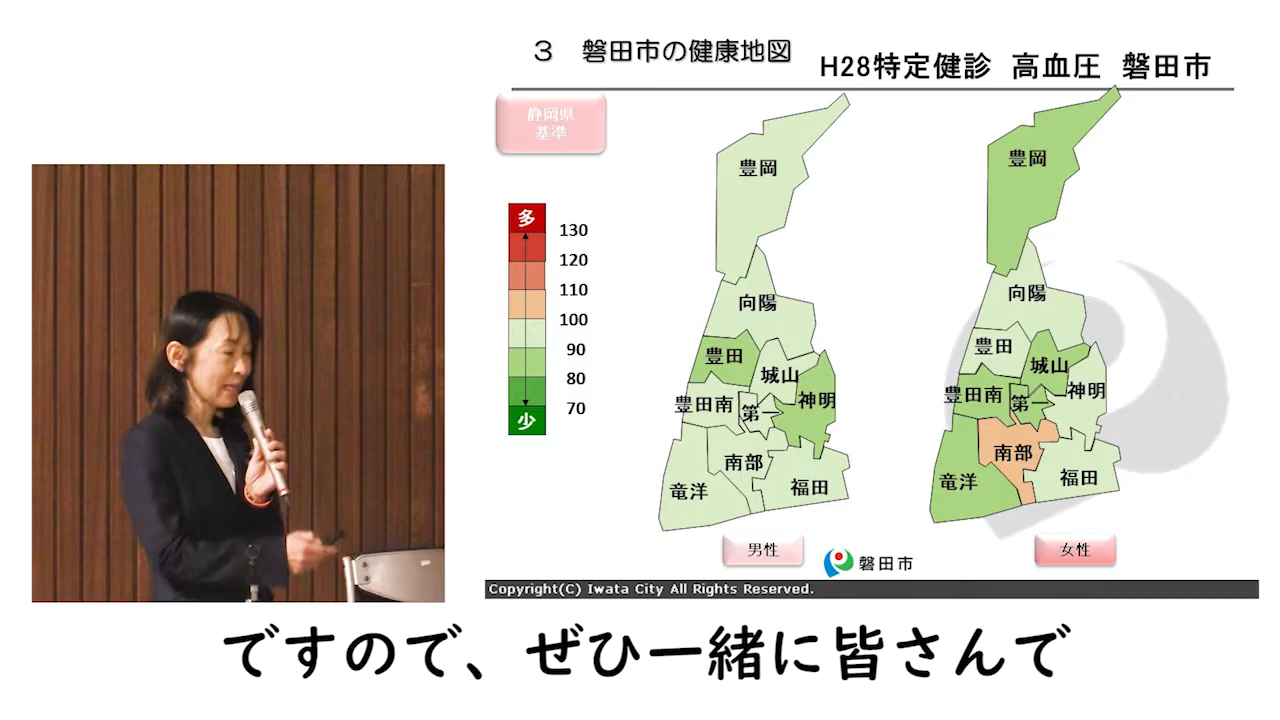 3 磐田市の健康地図
H28特定健診 高血圧 磐田市
静岡県
基準
多
130
120
110
100
90
80
70
少
豊岡
向陽
豊田
城山
豊田南
第一
神明
南部
竜洋
福田
男性
豊岡
向陽
豊田
城山
豊田南
第一
神明
南部
竜洋
福田
女性
磐田市
Copyright(C) Iwata City All Rights Reserved.
ですので、ぜひ一緒に皆さんで